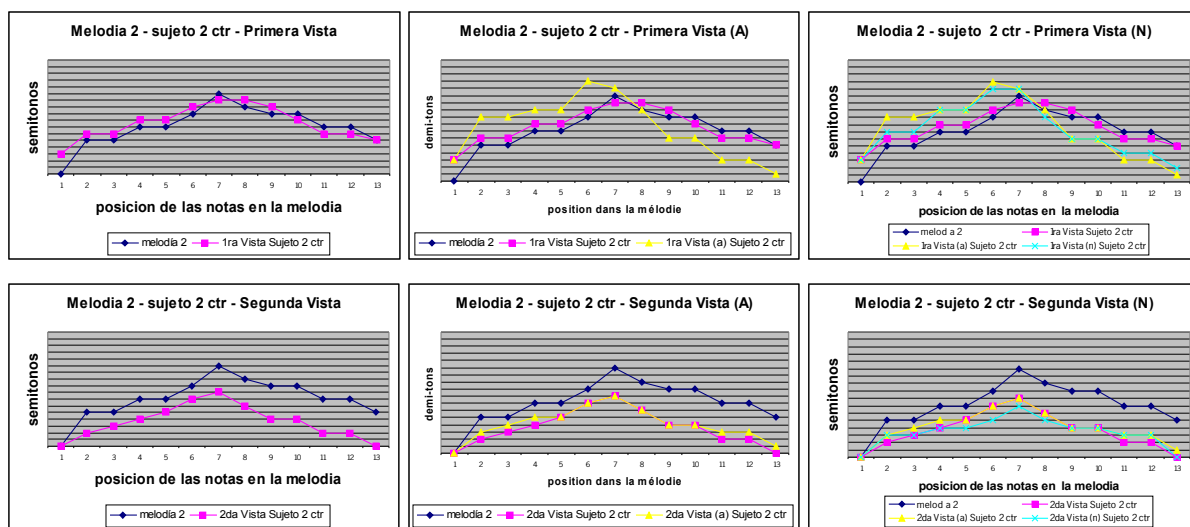 Melodia 2 - sujeto 2 ctr - Primera Vista
semitonos
1 2 3 4 5 6 7 8 9 10 11 12 13
posicion de las notas en la melodia
melodía 2 1ra Vista Sujeto 2 ctr
Melodia 2 - sujeto 2 ctr - Primera Vista (A)
demi-tons
1 2 3 4 5 6 7 8 9 10 11 12 13
position dans la mélodie
melodía 2 1ra Vista Sujeto 2 ctr 1ra Vista (a) Sujeto 2 ctr
Melodia 2 - sujeto 2 ctr - Primera Vista (N)
semitonos
1 2 3 4 5 6 7 8 9 10 11 12 13
posicion de las notas en la melodia
melod a 2 1ra Vista Sujeto 2 ctr
1ra Vista (a) Sujeto 2 ctr 1ra Vista (n) Sujeto 2 ctr
Melodia 2 - sujeto 2 ctr - Segunda Vista
semitonos
1 2 3 4 5 6 7 8 9 10 11 12 13
posicion de las notas en la melodia
melodía 2 2da Vista Sujeto 2 ctr
Melodia 2 - sujeto 2 ctr - Segunda Vista (A)
demi-tons
1 2 3 4 5 6 7 8 9 10 11 12 13
position dans la mélodie
melodía 2 2da Vista Sujeto 2 ctr 2da Vista (a) Sujeto 2 ctr
Melodia 2 - sujeto 2 ctr - Segunda Vista (N)
semitonos
1 2 3 4 5 6 7 8 9 10 11 12 13
posicion de las notas en la melodia
melod a 2 2da Vista Sujeto 2 ctr
2da Vista (a) Sujeto 2 ctr 2da Vista (n) Sujeto 2 ctr